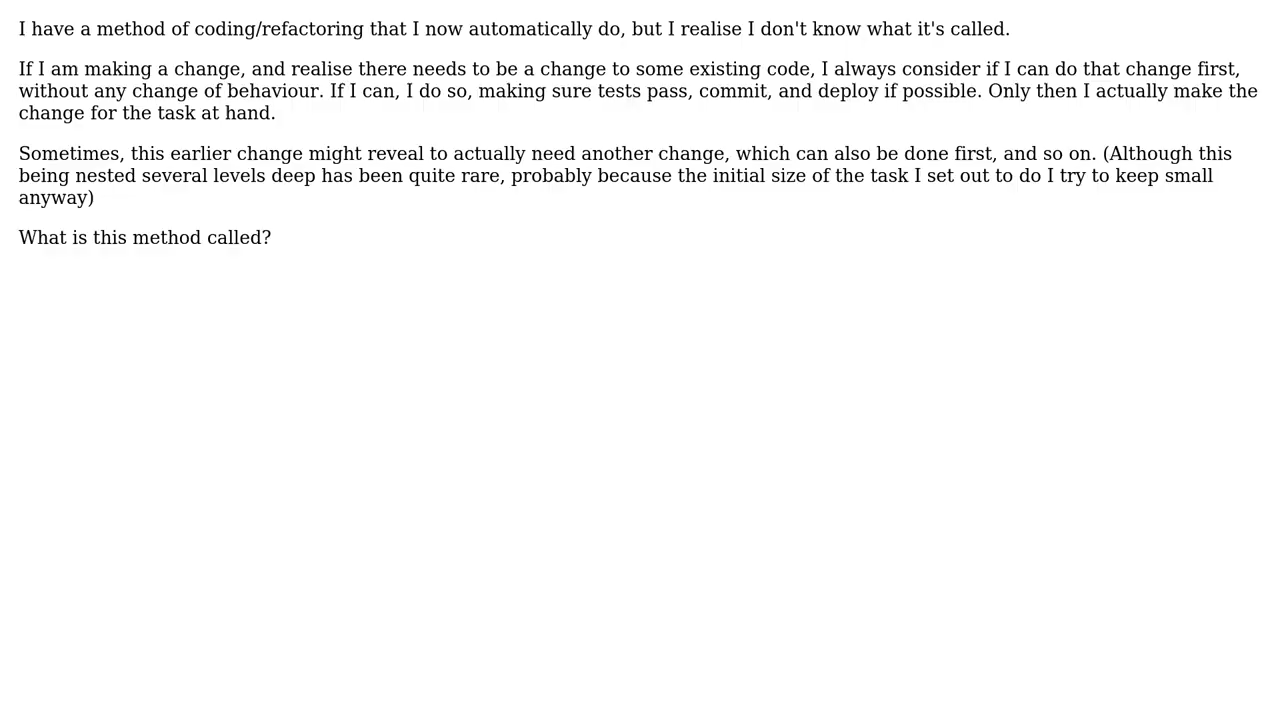 I have a method of coding/refactoring that I now automatically do, but I realise I don't know what it's called.
If I am making a change, and realise there needs to be a change to some existing code, I always consider if I can do that change first,
without any change of behaviour. If I can, I do so, making sure tests pass, commit, and deploy if possible. Only then I actually make the
change for the task at hand.
Sometimes, this earlier change might reveal to actually need another change, which can also be done first, and so on. (Although this
being nested several levels deep has been quite rare, probably because the initial size of the task I set out to do I try to keep small
anyway)
What is this method called?